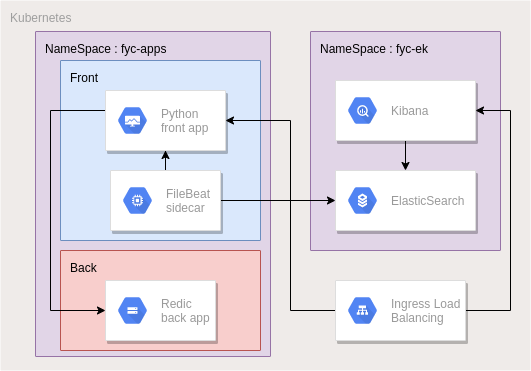 Kubernetes
NameSpace : fyc-apps
Front
Python
front app
FileBeat
sidecar
Back
Redic
back app
NameSpace : fyc-ek
Kibana
ElasticSearch
Ingress Load
Balancing